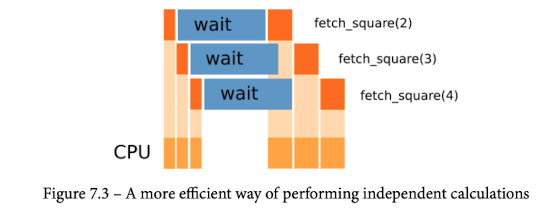 wait fetch_square(2)
wait fetch_square(3)
wait fetch_square(4)
CPU
Figure 7.3 – A more efficient way of performing independent calculations